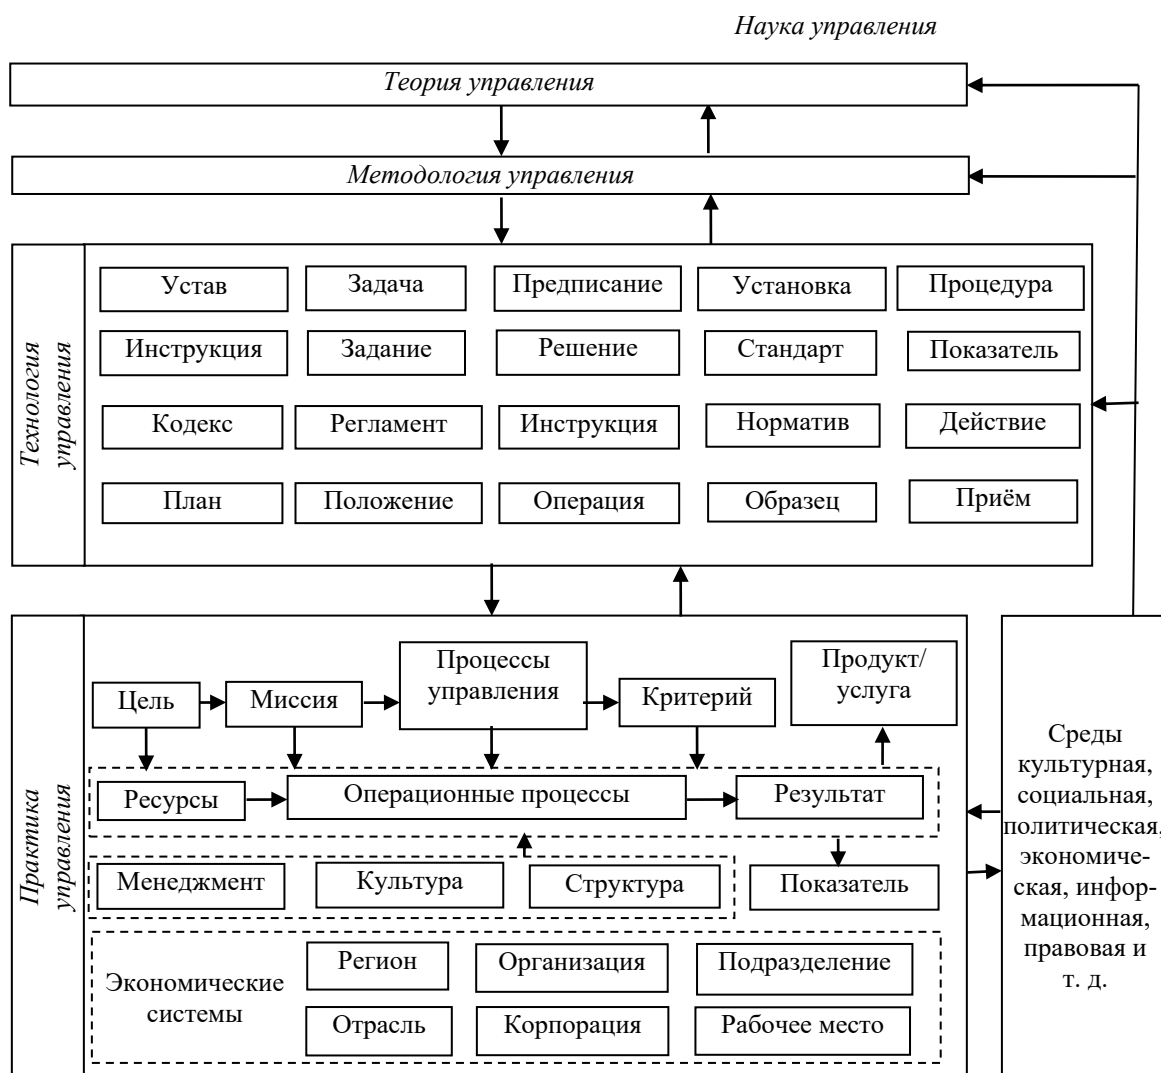 Наука управления
Теория управления
Методология управления
Технология
управления
Устав
Задача
Предписание
Установка
Процедура
Инструкция
Задание
Решение
Стандарт
Показатель
Кодекс
Регламент
Инструкция
Норматив
Действие
План
Положение
Операция
Образец
Приём
Практика
управления
Цель
Миссия
Процессы
управления
Критерий
Продукт/
услуга
Ресурсы
Операционные процессы
Результат
Менеджмент
Культура
Структура
Показатель
Экономические
системы
Регион
Организация
Подразделение
Отрасль
Корпорация
Рабочее место
Среды
культурная,
социальная,
политическая,
экономиче-
ская, инфор-
мационная,
правовая и
т. д.